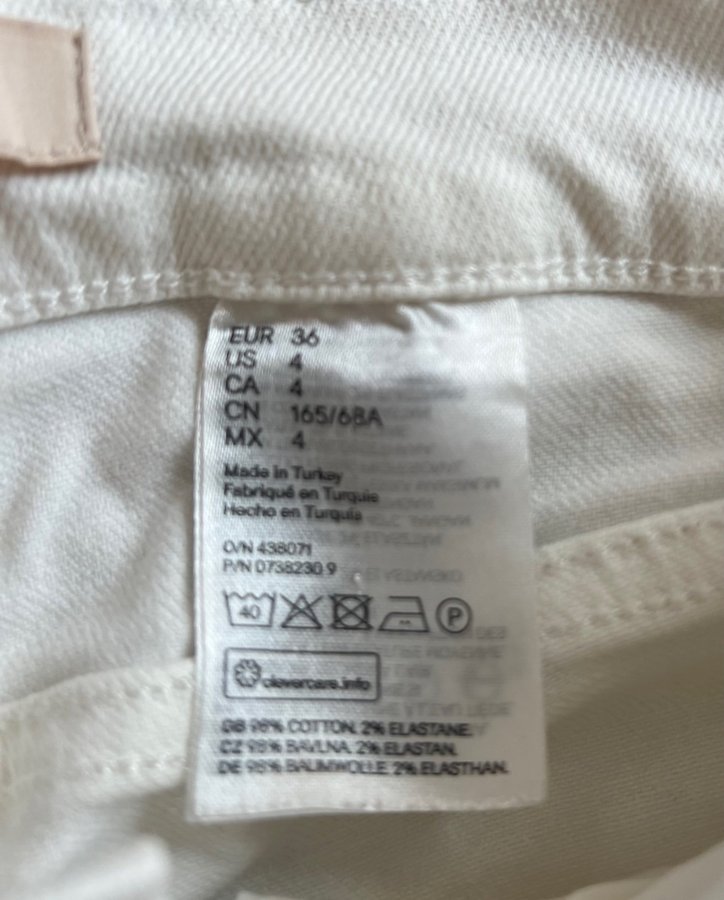 EUR 36
US 4
CA 4
CN 165/68A
MX 4
Made in Turkey
Fabriqué en Turquie
Hecho en Turquía
O/N 438071
P/N 0738230 9
40
P
clevercare.info
GB 98% COTTON. 2% ELASTANE.
CZ 98% BAVLNA. 2% ELASTAN.
DE 98% BAUMWOLLE. 2% ELASTHAN.